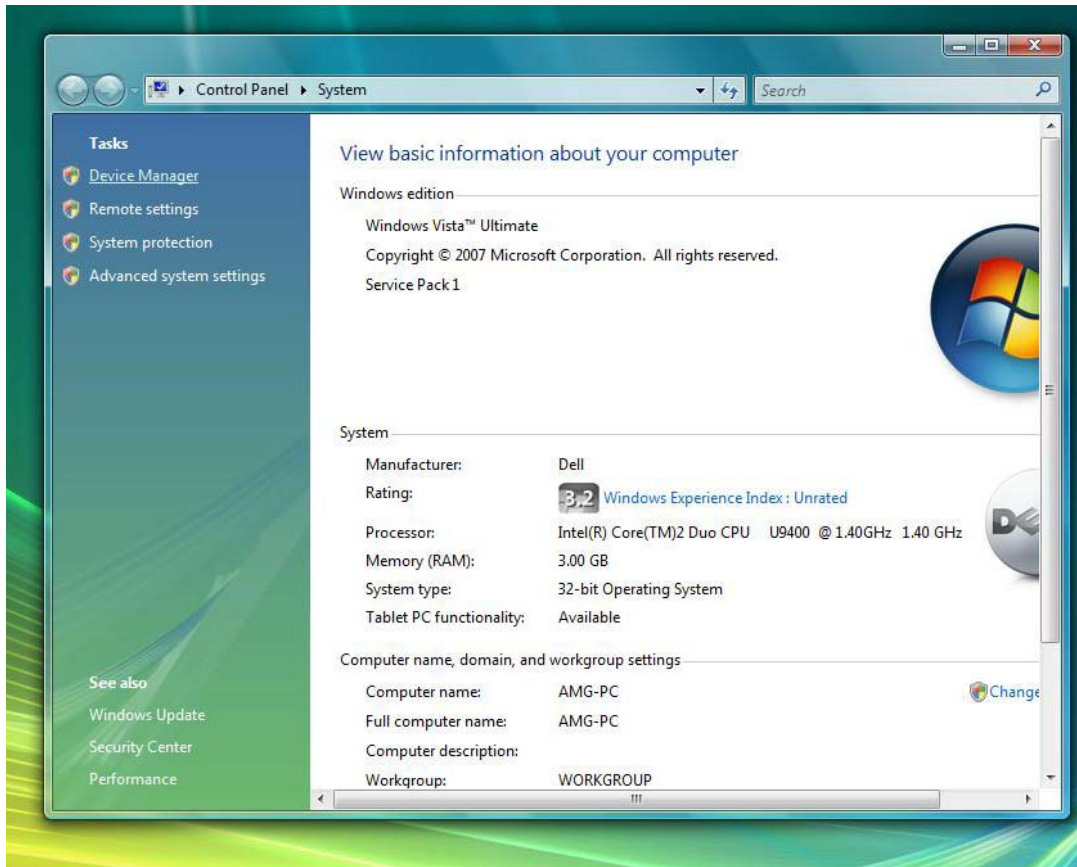 Control Panel System
Search
Tasks
Device Manager
Remote settings
System protection
Advanced system settings
See also
Windows Update
Security Center
Performance
View basic information about your computer
Windows edition
Windows Vista™ Ultimate
Copyright © 2007 Microsoft Corporation. All rights reserved.
Service Pack 1
System
Manufacturer: Dell
Rating: 3.2 Windows Experience Index : Unrated
Processor: Intel(R) Core(TM)2 Duo CPU U9400 @ 1.40GHz 1.40 GHz
Memory (RAM): 3.00 GB
System type: 32-bit Operating System
Tablet PC functionality: Available
Computer name, domain, and workgroup settings
Computer name: AMG-PC
Change
Full computer name: AMG-PC
Computer description:
Workgroup: WORKGROUP